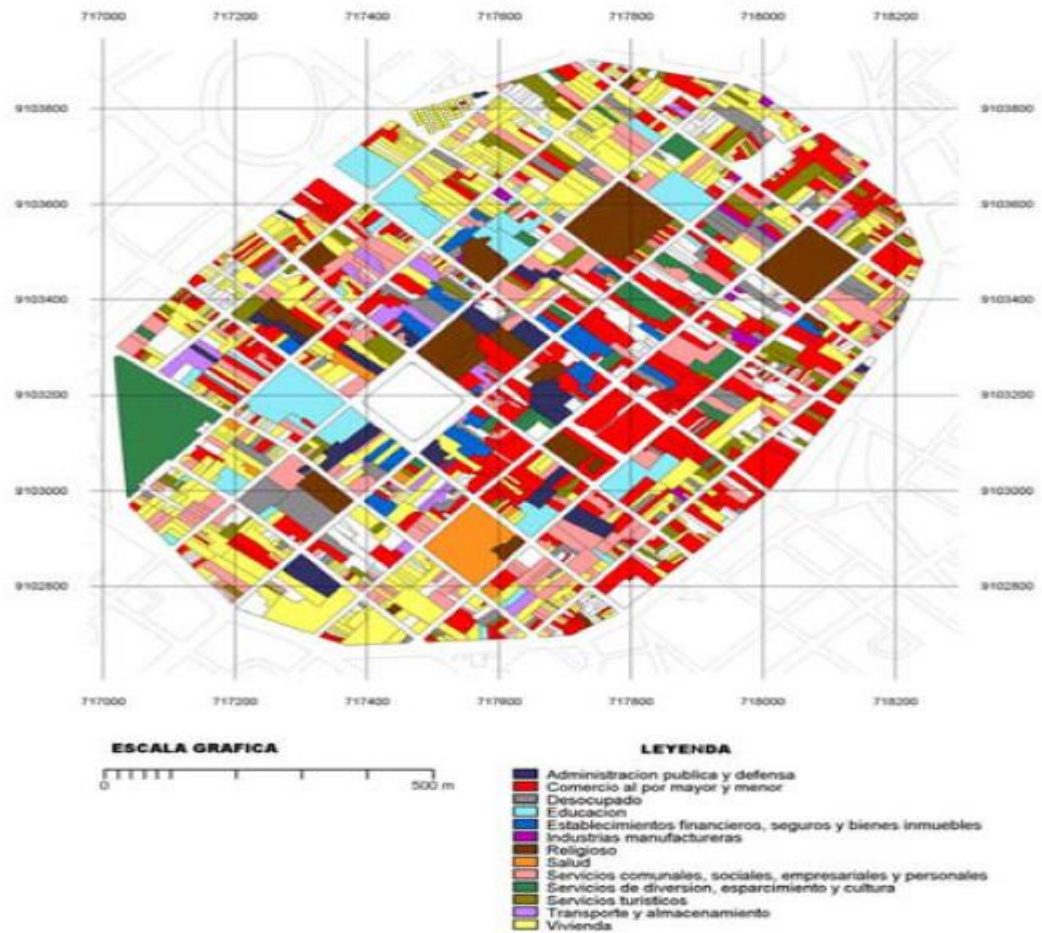 717000 717200 717400 717600 717800 718000 718200
9103800 9103800
9103600 9103600
9103400 9103400
9103200 9103200
9103000 9103000
9102800 9102800
717000 717200 717400 717600 717800 718000 718200
ESCALA GRAFICA
0 500 m
LEYENDA
Administracion publica y defensa
Comercio al por mayor y menor
Desocupado
Educacion
Establecimientos financieros, seguros y bienes inmuebles
Industrias manufactureras
Religioso
Salud
Servicios comunales, sociales, empresariales y personales
Servicios de diversion, esparcimiento y cultura
Servicios turisticos
Transporte y almacenamiento
Vivienda